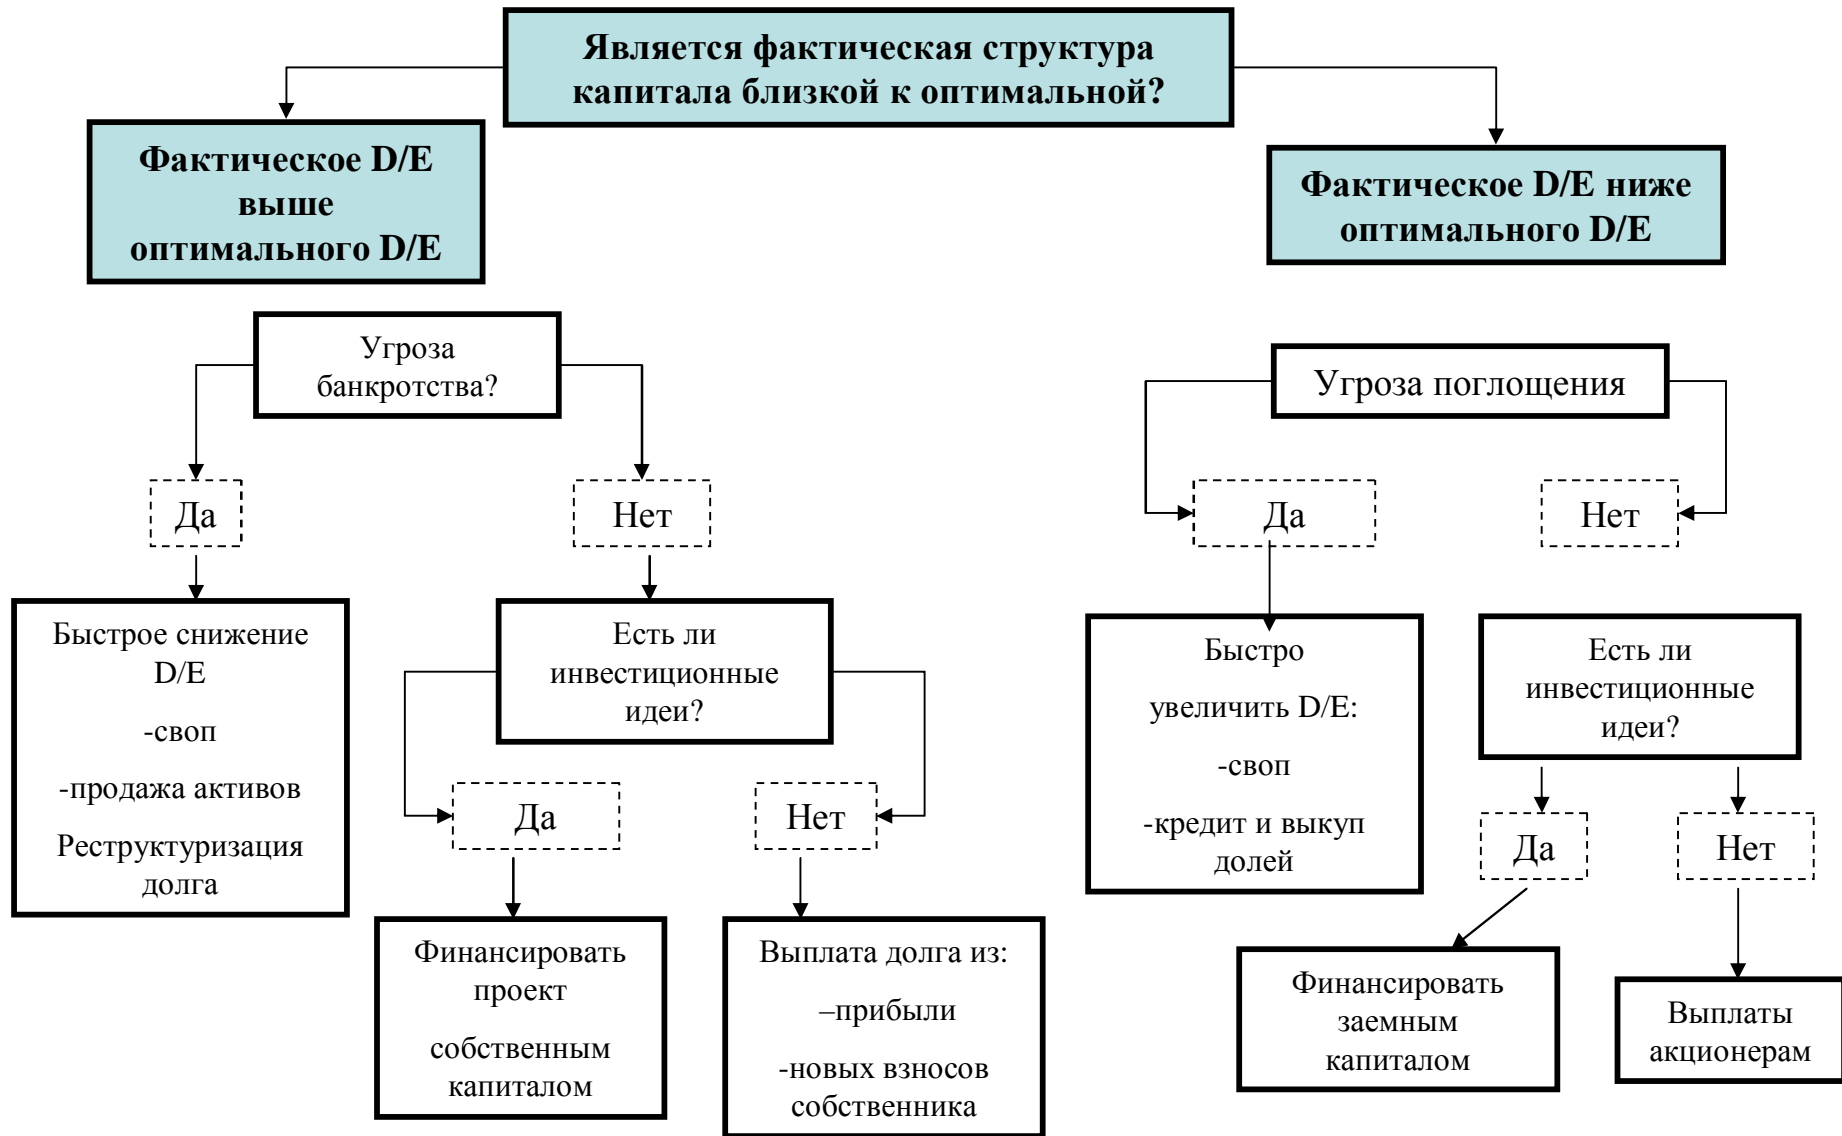 Является фактическая структура
капитала близкой к оптимальной?
Фактическое D/E
выше
оптимального D/E
Фактическое D/E ниже
оптимального D/E
Угроза
банкротства?
Угроза поглощения
Да
Нет
Да
Нет
Быстрое снижение
D/E
-своп
-продажа активов
Реструктуризация
долга
Есть ли
инвестиционные
идеи?
Быстро
увеличить D/E:
-своп
-кредит и выкуп
долей
Есть ли
инвестиционные
идеи?
Да
Нет
Да
Нет
Финансировать
проект
собственным
капиталом
Выплата долга из:
–прибыли
-новых взносов
собственника
Финансировать
заемным
капиталом
Выплаты
акционерам